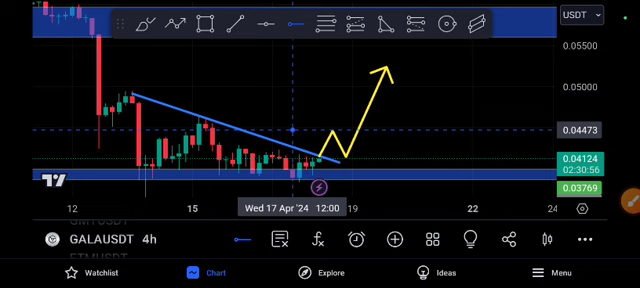 USDT
0.05500
0.05000
0.04473
0.04124
02:30:56
0.03769
12
15
Wed 17 Apr '24 12:00
19
22
24
GALAUSDT 4h
Watchlist
Chart
Explore
Ideas
Menu